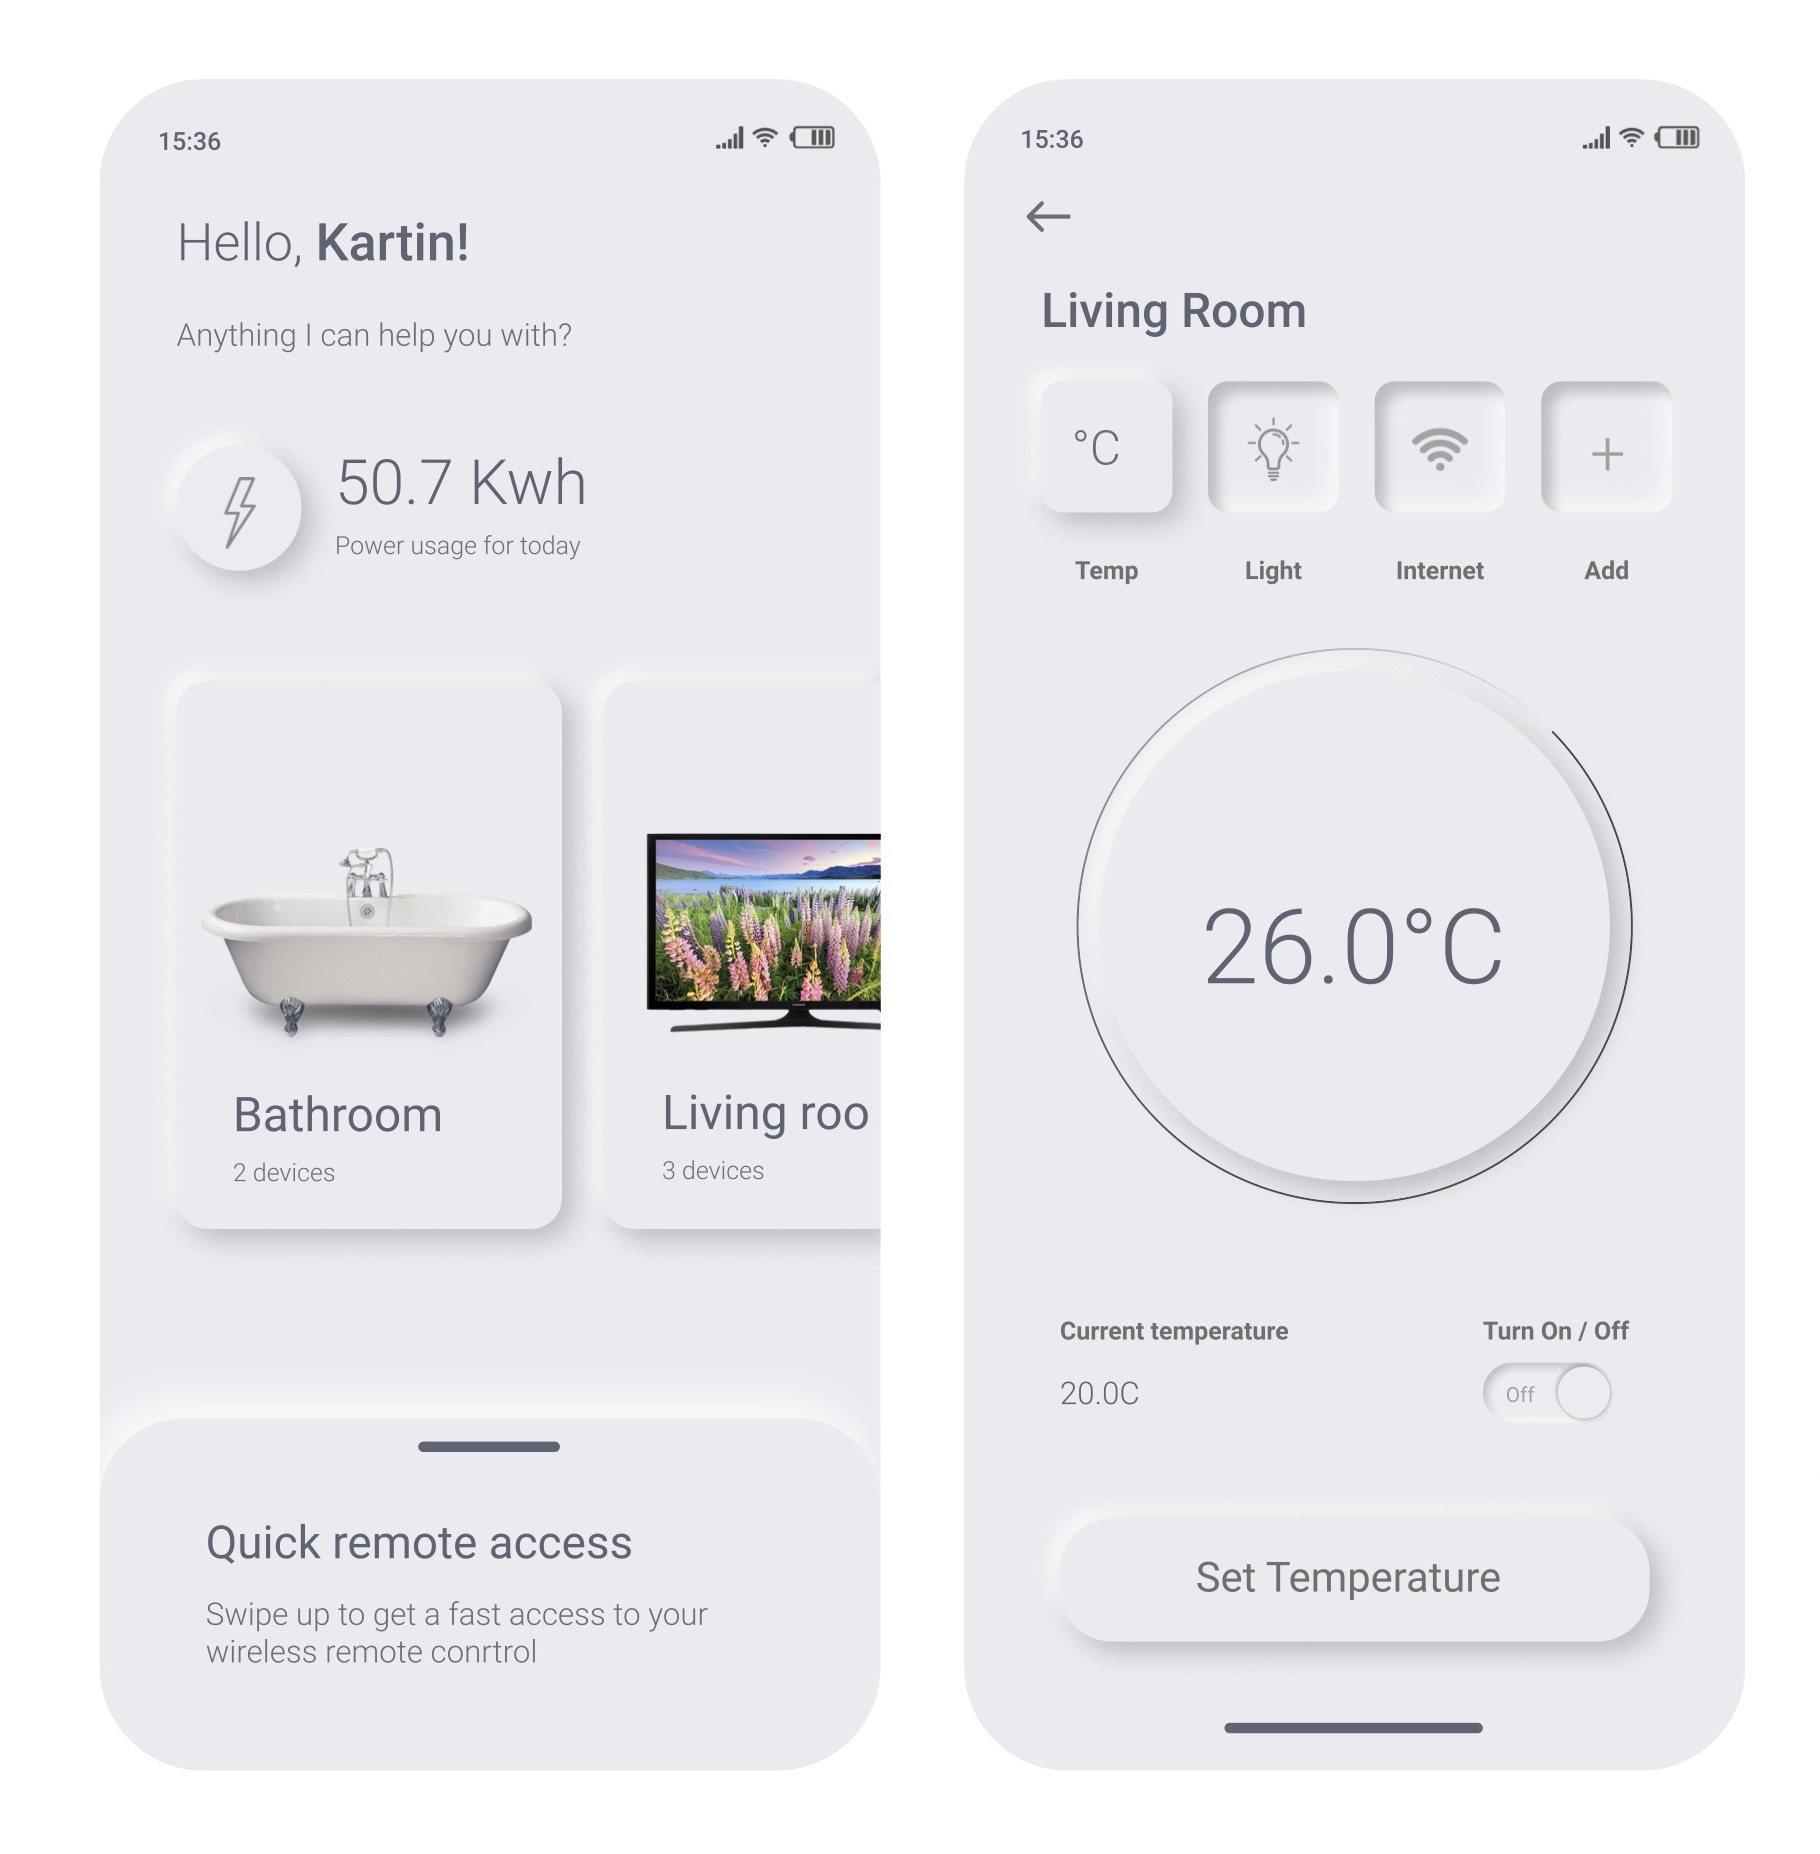 15:36
Hello, Kartin!
Anything I can help you with?
50.7 Kwh
Power usage for today
Bathroom
2 devices
Living roo
3 devices
Quick remote access
Swipe up to get a fast access to your
wireless remote conrtrol
15:36
Living Room
°C
Temp
Light
Internet
Add
26.0°C
Current temperature
Turn On / Off
20.0C
Off
Set Temperature